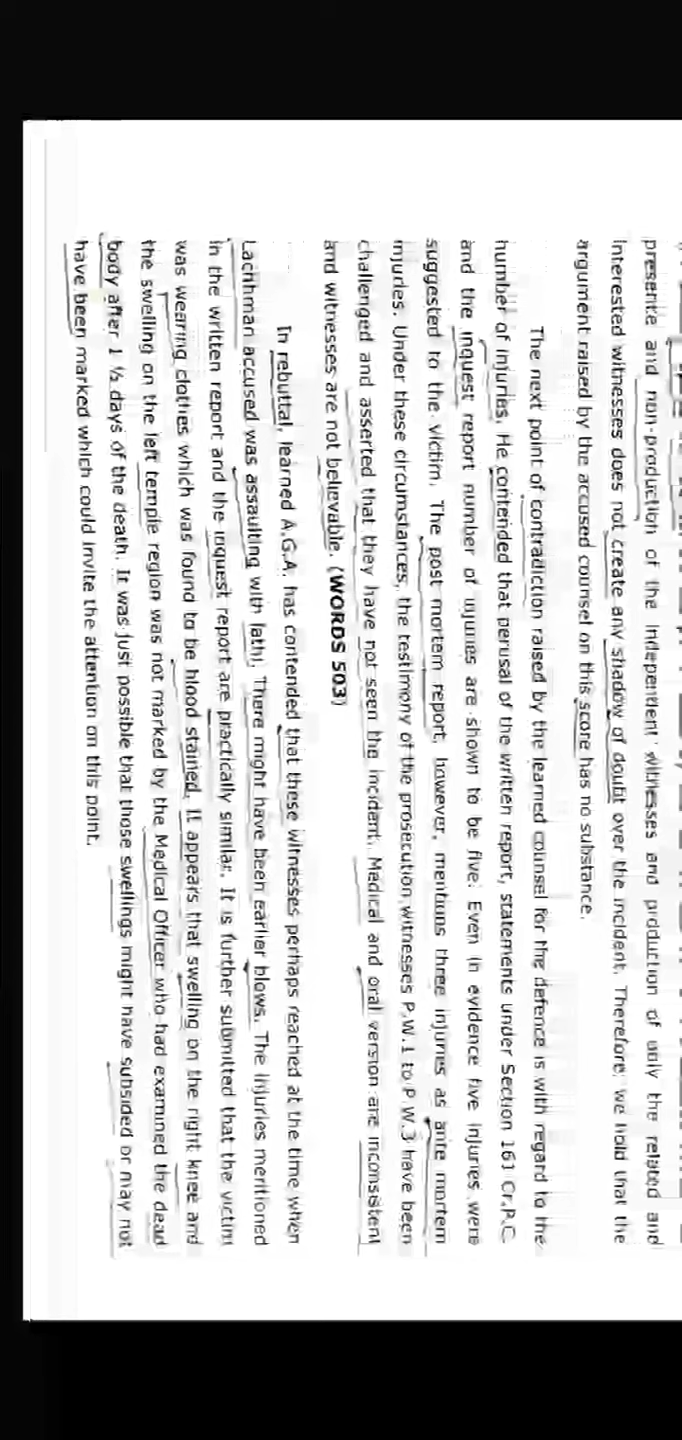 presence and non-production of the independent witnesses and production of only the related and
interested witnesses does not create any shadow of doubt over the incident. Therefore, we hold that the
argument raised by the accused counsel on this score has no substance.
The next point of contradiction raised by the learned counsel for the defence is with regard to the
number of injuries. He contended that perusal of the written report, statements under Section 161 Cr.P.C.
and the inquest report number of injuries are shown to be five. Even in evidence five injuries were
suggested to the victim. The post mortem report, however, mentions three injuries as ante mortem
injuries. Under these circumstances, the testimony of the prosecution witnesses P.W.1 to P.W.3 have been
challenged and asserted that they have not seen the incident. Medical and oral version are inconsistent
and witnesses are not believable. (WORDS 503)
In rebuttal, learned A.G.A. has contended that these witnesses perhaps reached at the time when
Lachhman accused was assaulting with lathi. There might have been earlier blows. The injuries mentioned
in the written report and the inquest report are practically similar. It is further submitted that the victim
was wearing clothes which was found to be blood stained. It appears that swelling on the right knee and
the swelling on the left temple region was not marked by the Medical Officer who had examined the dead
body after 1 ½ days of the death. It was just possible that those swellings might have subsided or may not
have been marked which could invite the attention on this point.